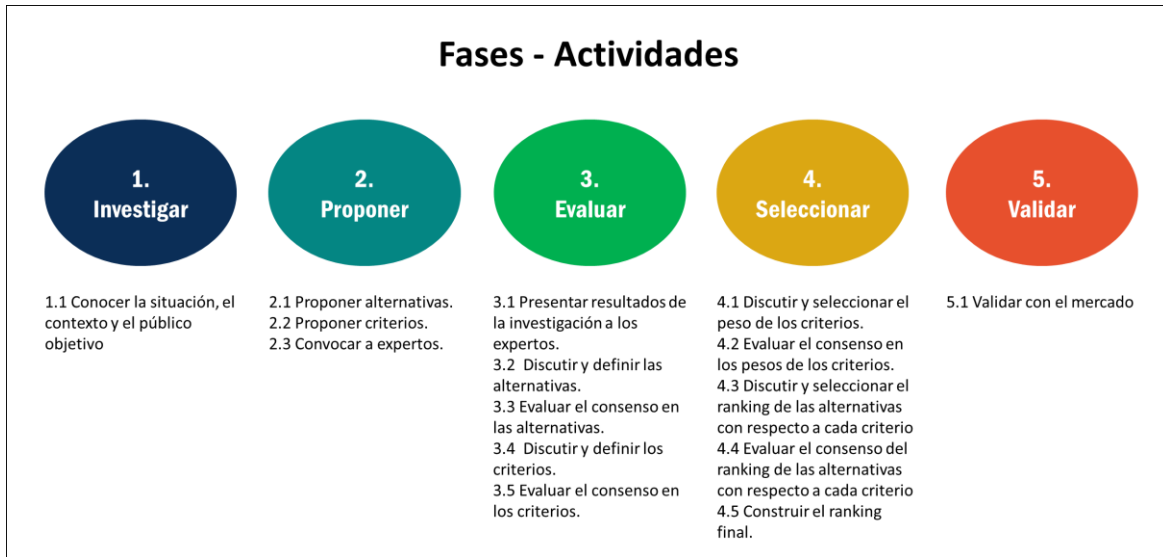 Fases - Actividades
1.
Investigar
2.
Proponer
3.
Evaluar
4.
Seleccionar
5.
Validar
1.1 Conocer la situación, el
contexto y el público
objetivo
2.1 Proponer alternativas.
2.2 Proponer criterios.
2.3 Convocar a expertos.
3.1 Presentar resultados de
la investigación a los
expertos.
3.2 Discutir y definir las
alternativas.
3.3 Evaluar el consenso en
las alternativas.
3.4 Discutir y definir los
criterios.
3.5 Evaluar el consenso en
los criterios.
4.1 Discutir y seleccionar el
peso de los criterios.
4.2 Evaluar el consenso en
los pesos de los criterios.
4.3 Discutir y seleccionar el
ranking de las alternativas
con respecto a cada criterio
4.4 Evaluar el consenso del
ranking de las alternativas
con respecto a cada criterio
4.5 Construir el ranking
final.
5.1 Validar con el mercado